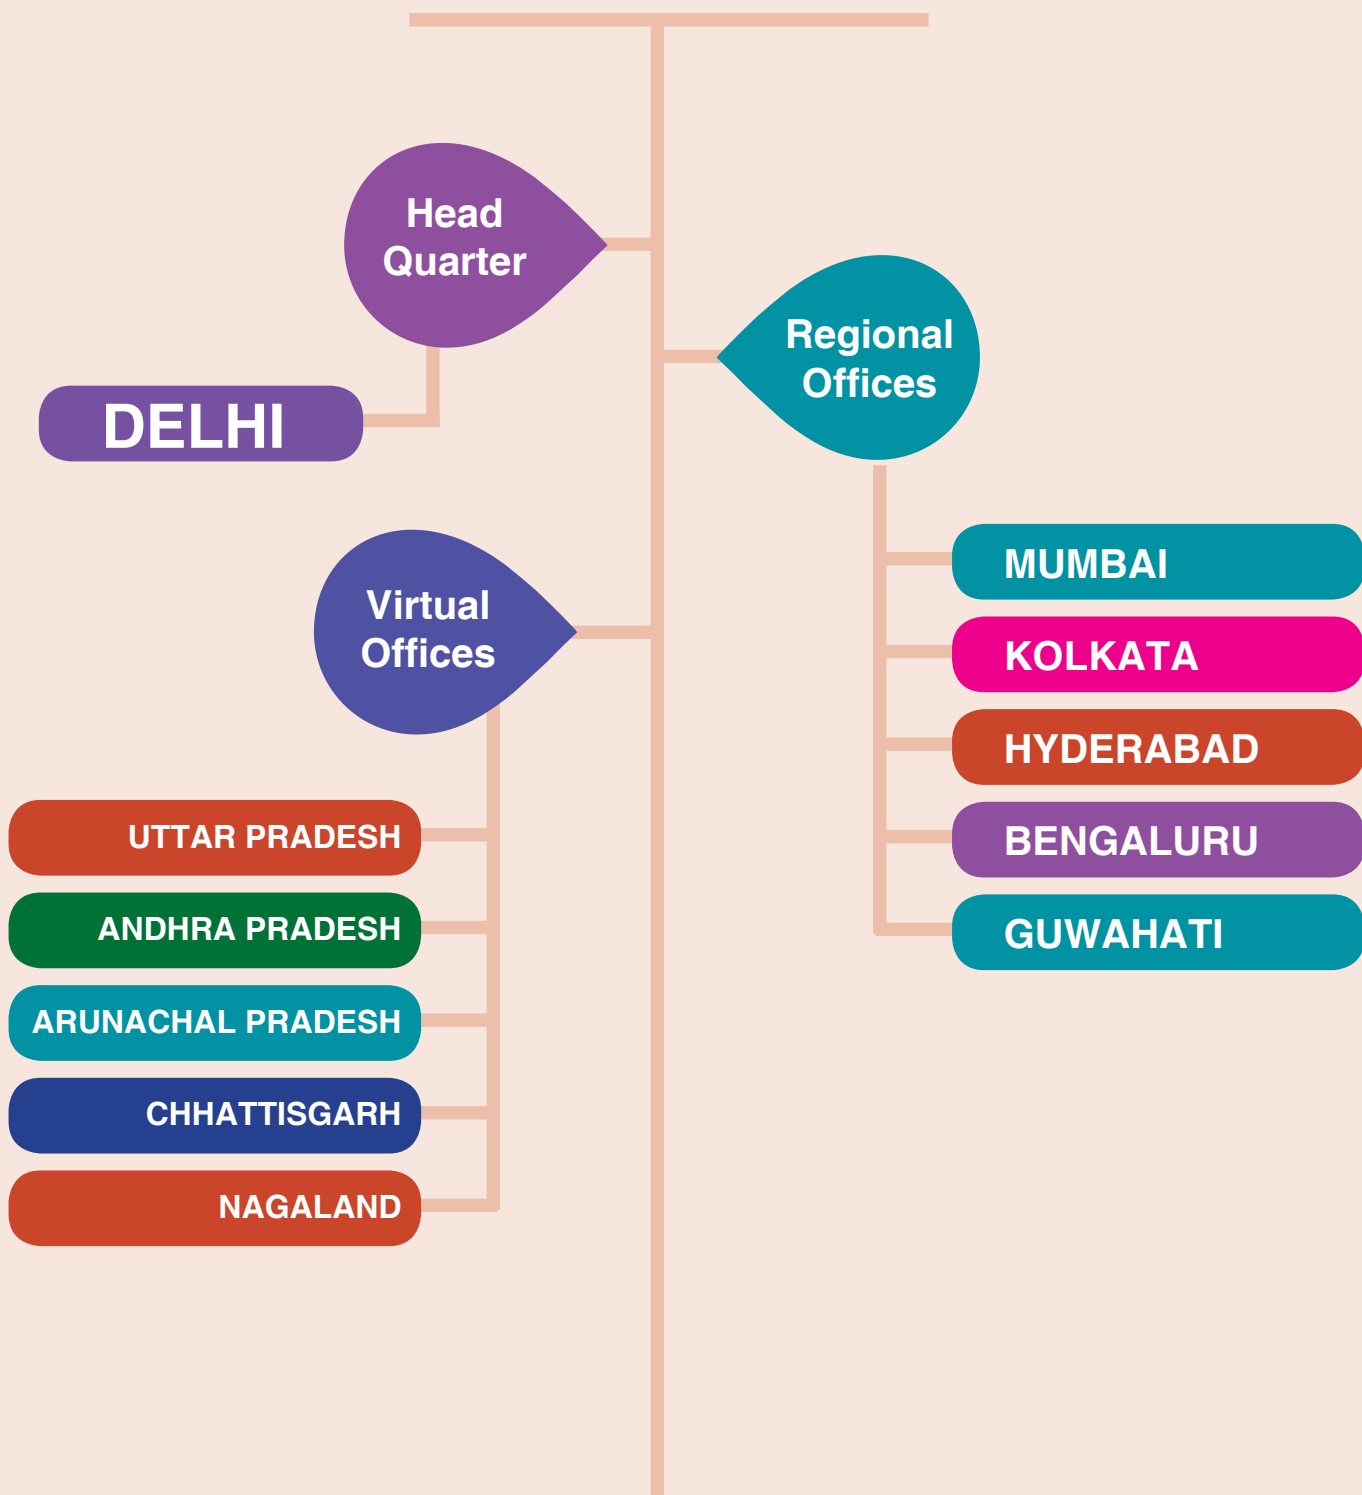 Head
Quarter
DELHI
Regional
Offices
MUMBAI
KOLKATA
HYDERABAD
BENGALURU
GUWAHATI
Virtual
Offices
UTTAR PRADESH
ANDHRA PRADESH
ARUNACHAL PRADESH
CHHATTISGARH
NAGALAND